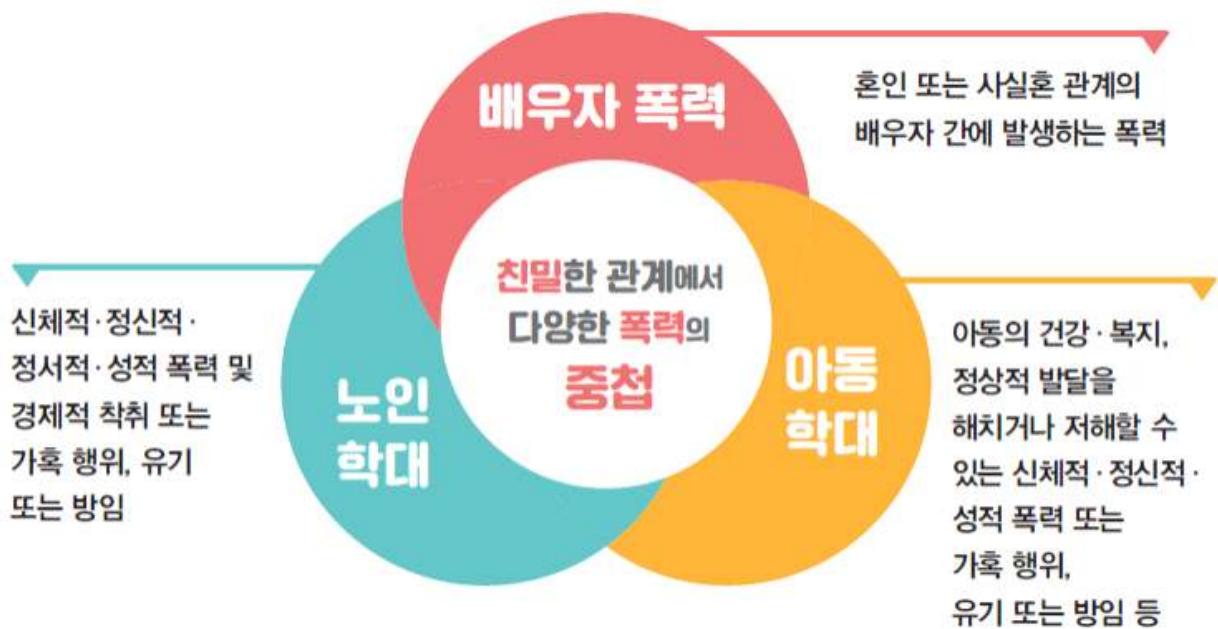 배우자 폭력
혼인 또는 사실혼 관계의
배우자 간에 발생하는 폭력
친밀한 관계에서
다양한 폭력의
중첩
노인
학대
신체적·정신적·
정서적·성적 폭력 및
경제적 착취 또는
가혹 행위, 유기
또는 방임
아동
학대
아동의 건강·복지,
정상적 발달을
해치거나 저해할 수
있는 신체적·정신적·
성적 폭력 또는
가혹 행위,
유기 또는 방임 등